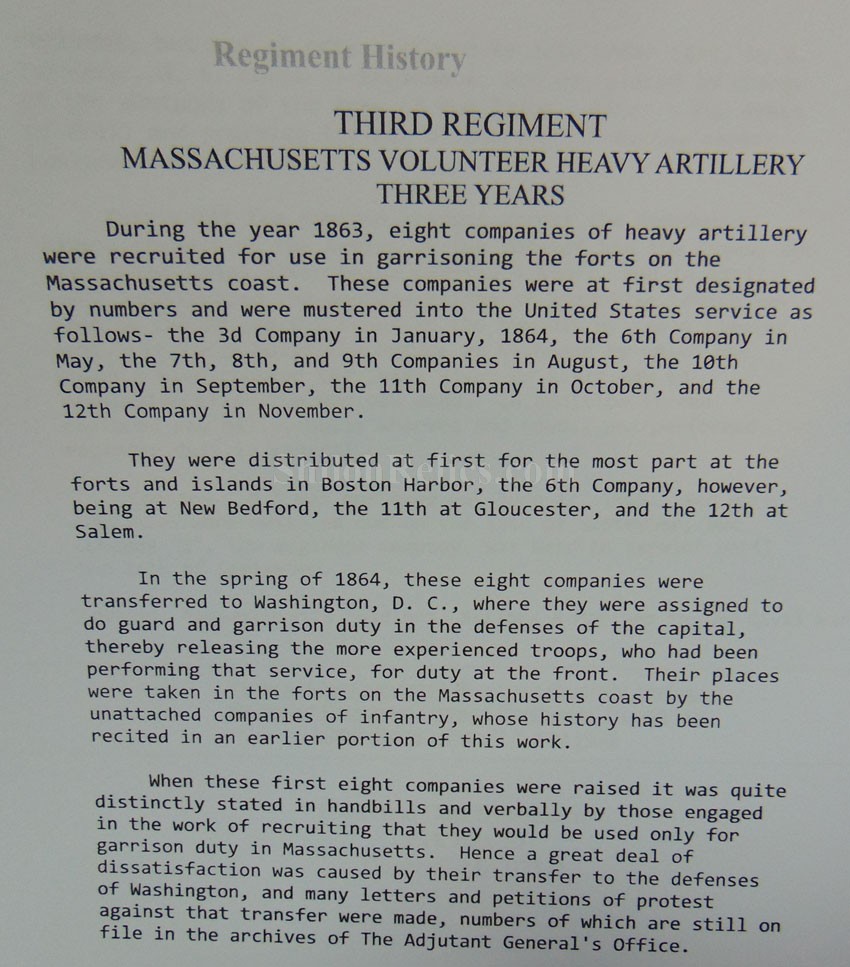 Regiment History
THIRD REGIMENT
MASSACHUSETTS VOLUNTEER HEAVY ARTILLERY
THREE YEARS
During the year 1863, eight companies of heavy artillery
were recruited for use in garrisoning the forts on the
Massachusetts coast. These companies were at first designated
by numbers and were mustered into the United States service as
follows- the 3d Company in January, 1864, the 6th Company in
May, the 7th, 8th, and 9th Companies in August, the 10th
Company in September, the 11th Company in October, and the
12th Company in November.
They were distributed at first for the most part at the
forts and islands in Boston Harbor, the 6th Company, however,
being at New Bedford, the 11th at Gloucester, and the 12th at
Salem.
In the spring of 1864, these eight companies were
transferred to Washington, D. C., where they were assigned to
do guard and garrison duty in the defenses of the capital,
thereby releasing the more experienced troops, who had been
performing that service, for duty at the front. Their places
were taken in the forts on the Massachusetts coast by the
unattached companies of infantry, whose history has been
recited in an earlier portion of this work.
When these first eight companies were raised it was quite
distinctly stated in handbills and verbally by those engaged
in the work of recruiting that they would be used only for
garrison duty in Massachusetts. Hence a great deal of
dissatisfaction was caused by their transfer to the defenses
of Washington, and many letters and petitions of protest
against that transfer were made, numbers of which are still on
file in the archives of The Adjutant General's Office.